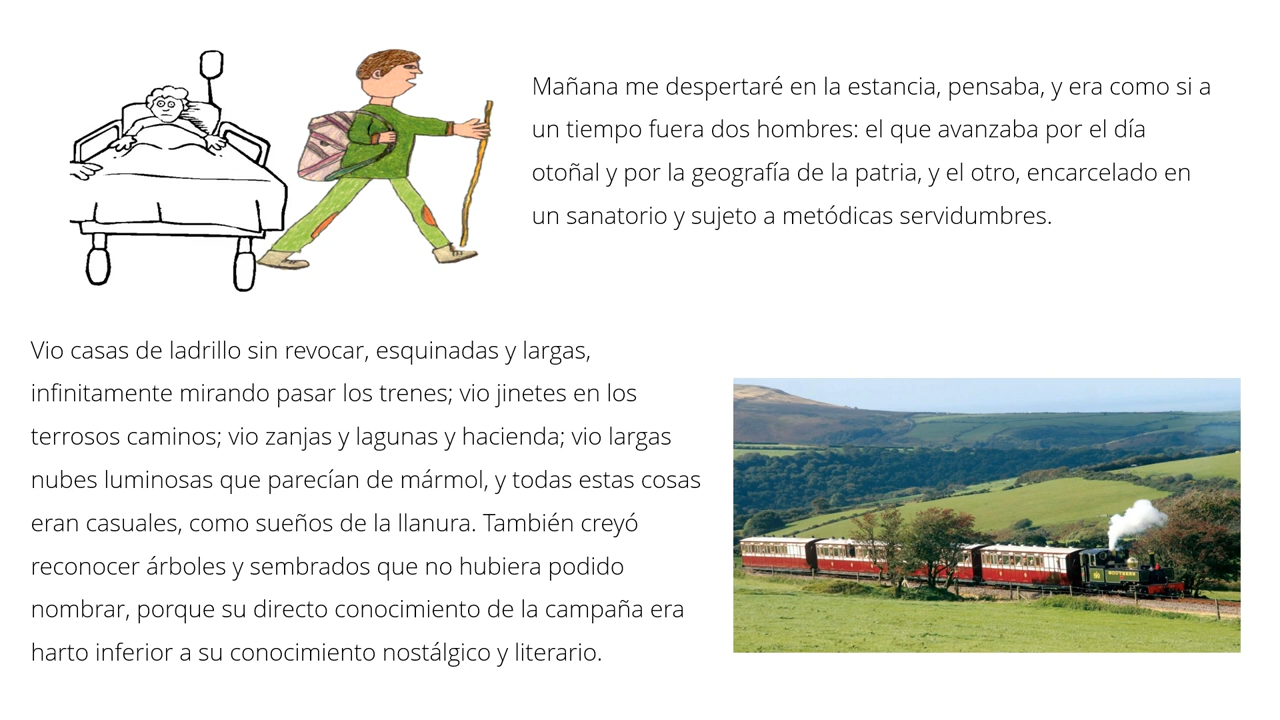 Mañana me despertaré en la estancia, pensaba, y era como si a
un tiempo fuera dos hombres: el que avanzaba por el día
otoñal y por la geografía de la patria, y el otro, encarcelado en
un sanatorio y sujeto a metódicas servidumbres.
Vio casas de ladrillo sin revocar, esquinadas y largas,
infinitamente mirando pasar los trenes; vio jinetes en los
terrosos caminos; vio zanjas y lagunas y hacienda; vio largas
nubes luminosas que parecían de mármol, y todas estas cosas
eran casuales, como sueños de la llanura. También creyó
reconocer árboles y sembrados que no hubiera podido
nombrar, porque su directo conocimiento de la campaña era
harto inferior a su conocimiento nostálgico y literario.
SOUTHERN